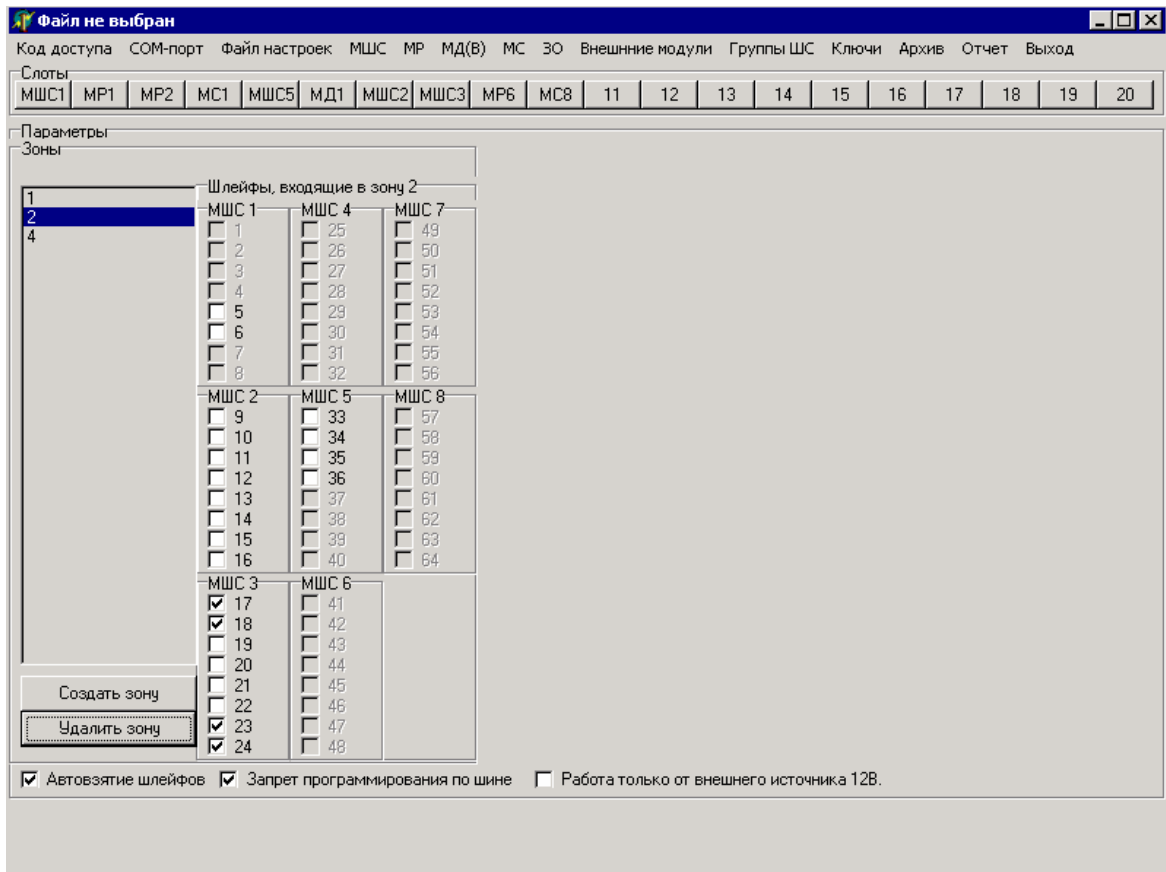 Файл не выбран
Код доступа COM-порт Файл настроек МШС МР МД(В) МС ЗО Внешнние модули Группы ШС Ключи Архив Отчет Выход
Слоты
МШС1 МР1 МР2 МС1 МШС5 МД1 МШС2 МШС3 МР6 МС8 11 12 13 14 15 16 17 18 19 20
Параметры
Зоны
1
2
4
Шлейфы, входящие в зону 2
МШС 1 МШС 4 МШС 7
1 25 49
2 26 50
3 27 51
4 28 52
5 29 53
6 30 54
7 31 55
8 32 56
МШС 2 МШС 5 МШС 8
9 33 57
10 34 58
11 35 59
12 36 60
13 37 61
14 38 62
15 39 63
16 40 64
МШС 3 МШС 6
17 41
18 42
19 43
20 44
21 45
22 46
23 47
24 48
Создать зону
Удалить зону
Автовзятие шлейфов Запрет программирования по шине Работа только от внешнего источника 12В.